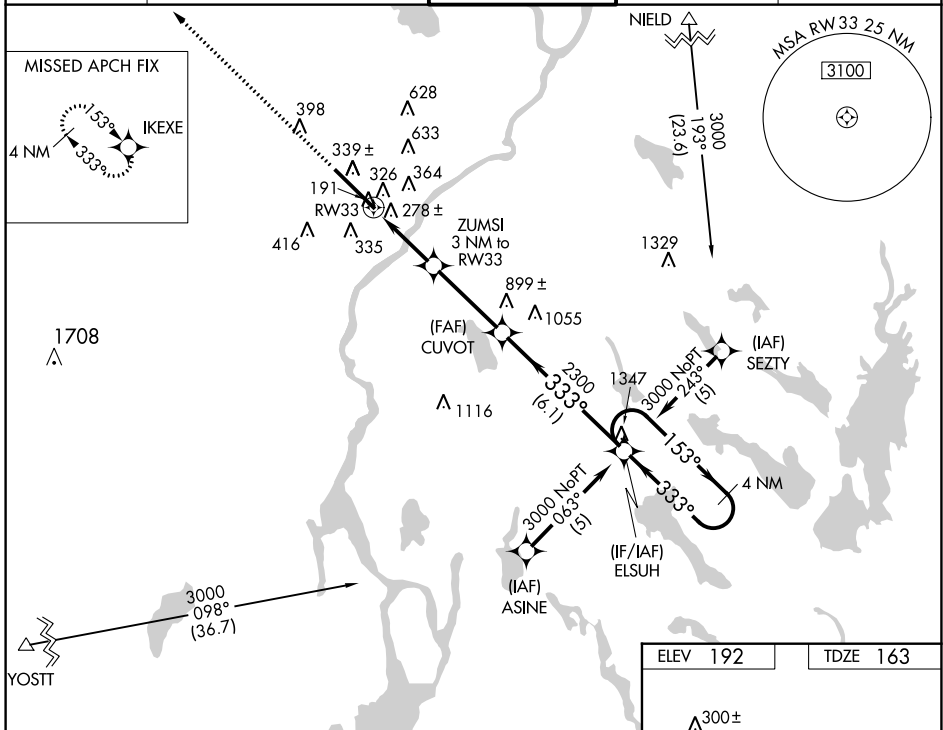 NIELD
MSA RW33 25 NM
3100
MISSED APCH FIX
153°
IKEXE
4 NM
333°
3000
193°
(23.6)
398
628
633
339 ±
326
364
191
RW33
278 ±
416
335
ZUMSI
3 NM to
RW33
1329
899 ±
1055
(FAF)
CUVOT
1708
(IAF)
SEZTY
2300
333°
(6.1)
1347
3000 NoPT
243°
(5)
1116
153°
4 NM
333°
3000 NoPT
063°
(5)
(IF/IAF)
ELSUH
(IAF)
ASINE
3000
098°
(36.7)
YOSTT
ELEV 192
TDZE 163
300 ±